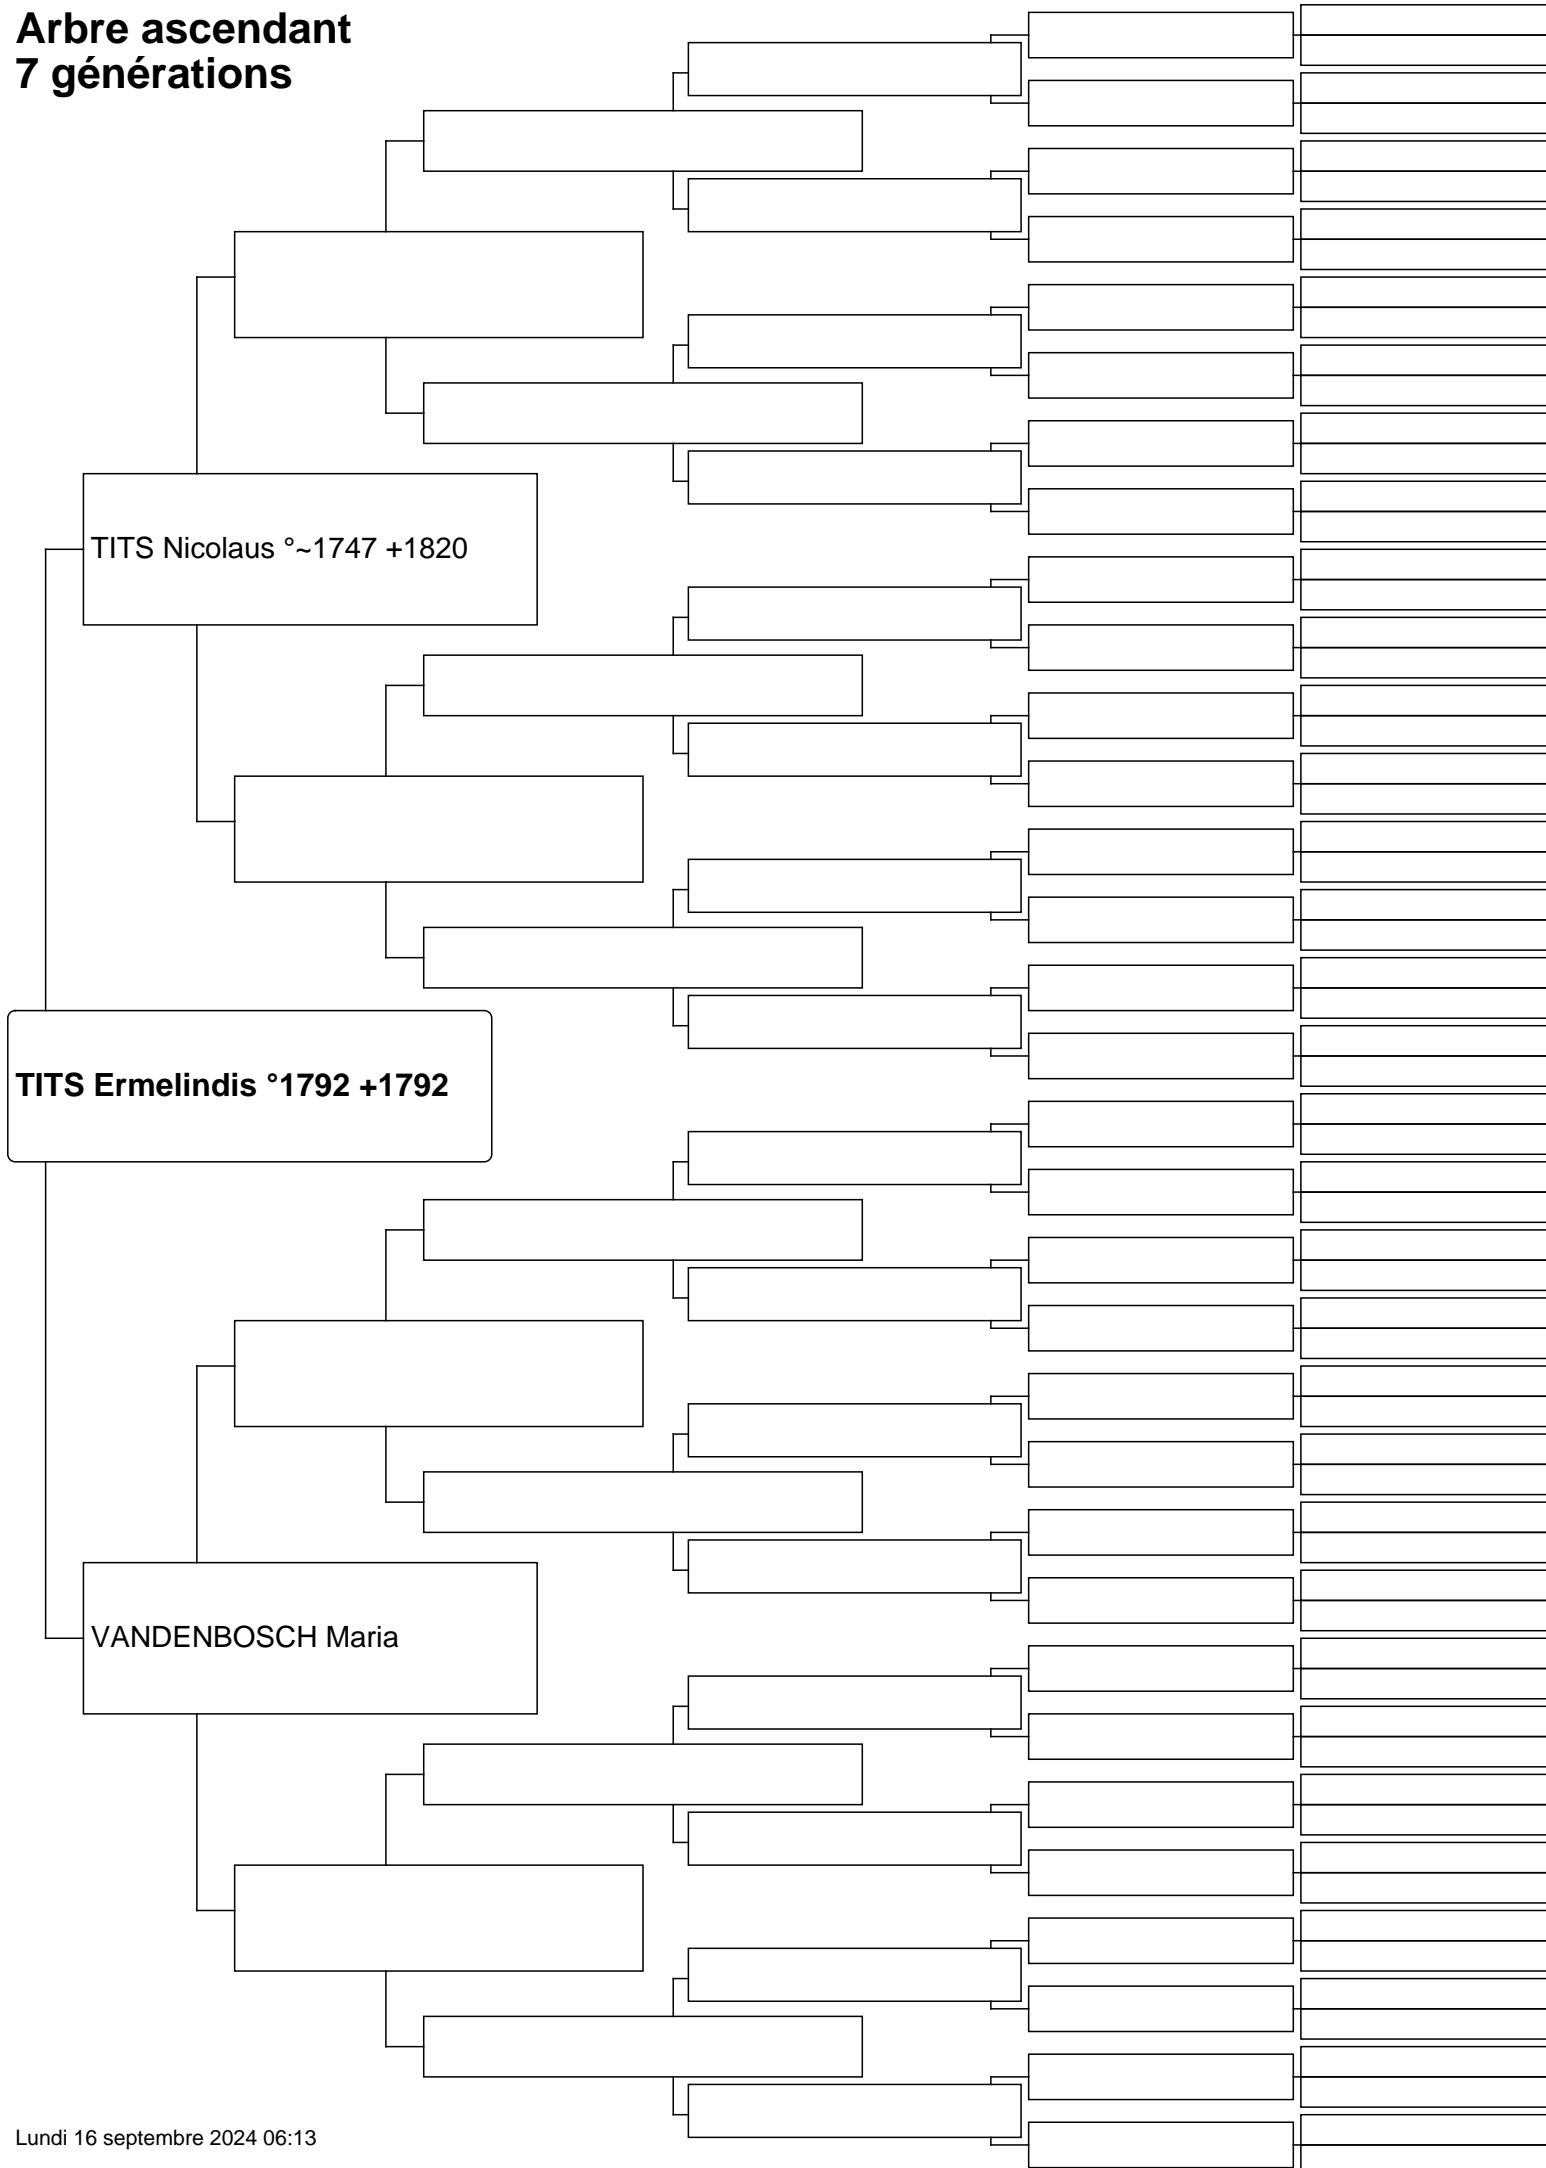 Arbre ascendant
7 générations
TITS Nicolaus °~1747 +1820
TITS Ermelindis °1792 +1792
VANDENBOSCH Maria
Lundi 16 septembre 2024 06:13